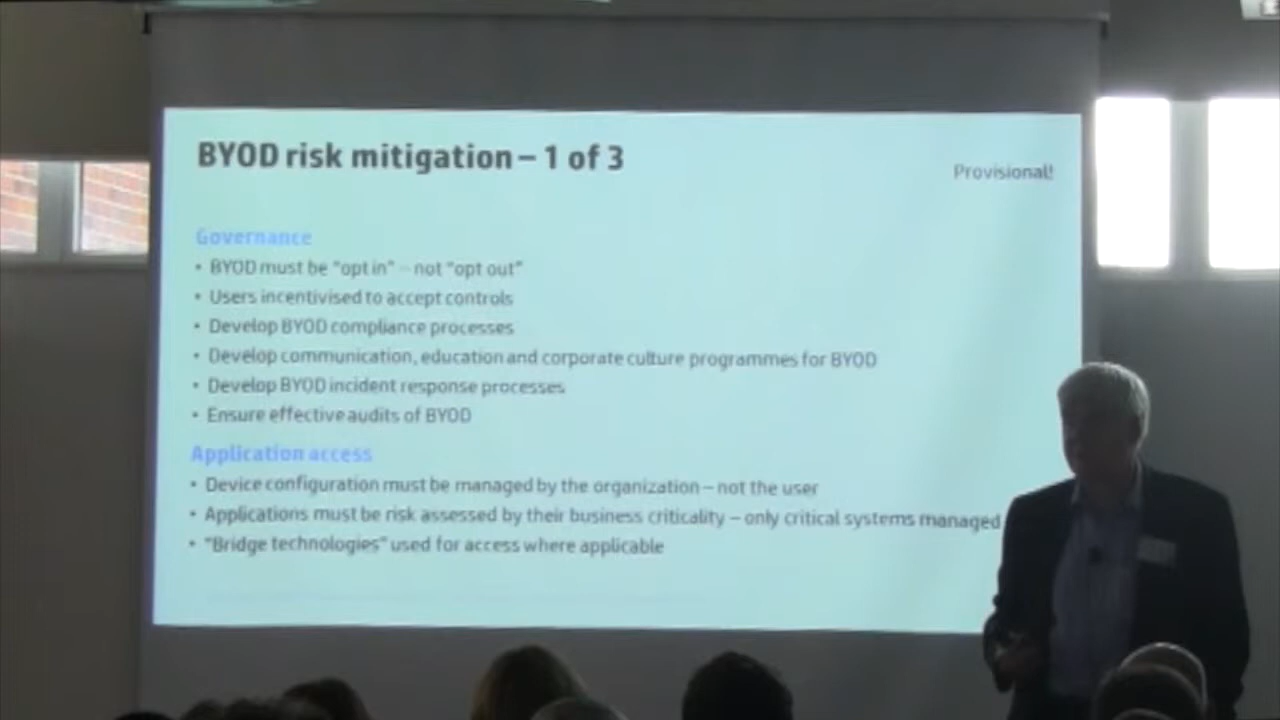 BYOD risk mitigation – 1 of 3
Provisional!
Governance
• BYOD must be "opt in" – not "opt out"
• Users incentivised to accept controls
• Develop BYOD compliance processes
• Develop communication, education and corporate culture programmes for BYOD
• Develop BYOD incident response processes
• Ensure effective audits of BYOD
Application access
• Device configuration must be managed by the organization – not the user
• Applications must be risk assessed by their business criticality – only critical systems managed
• "Bridge technologies" used for access where applicable